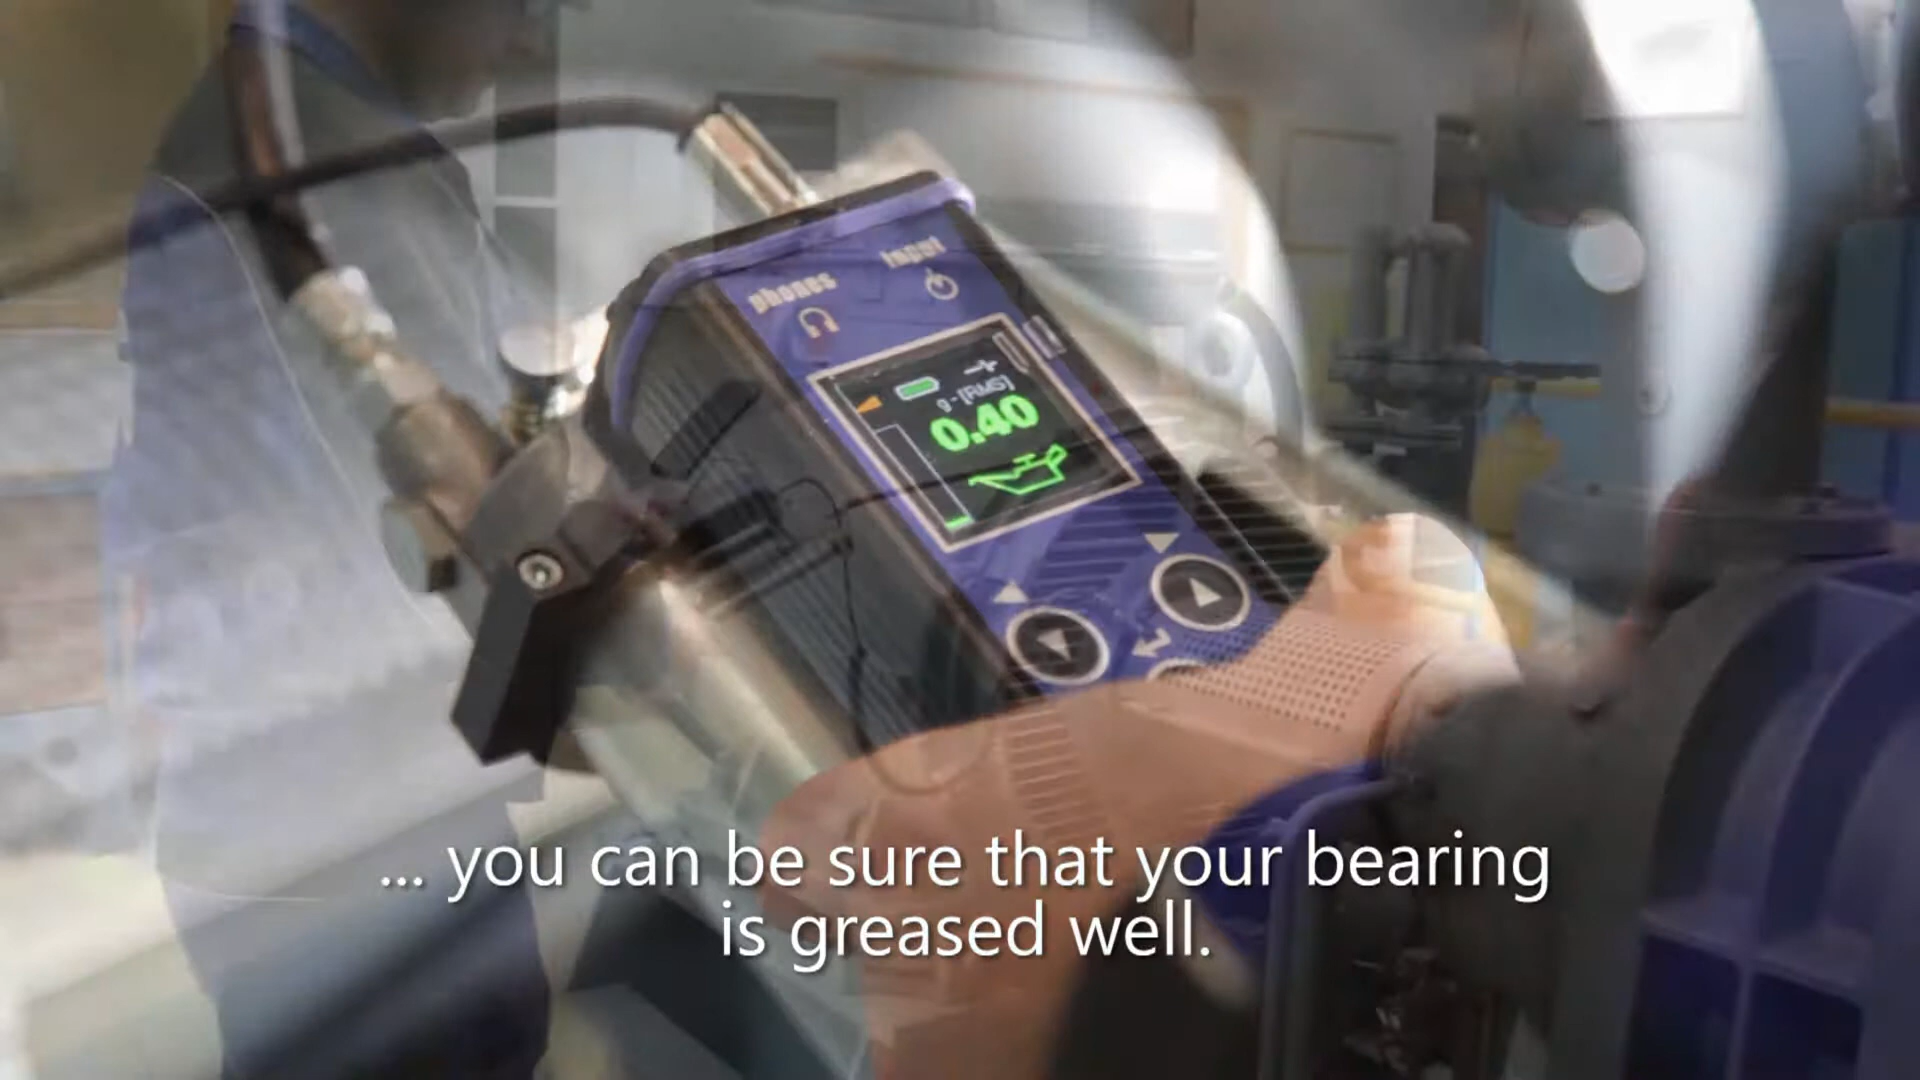 phones
input
g-[RMS]
0.40
... you can be sure that your bearing
is greased well.